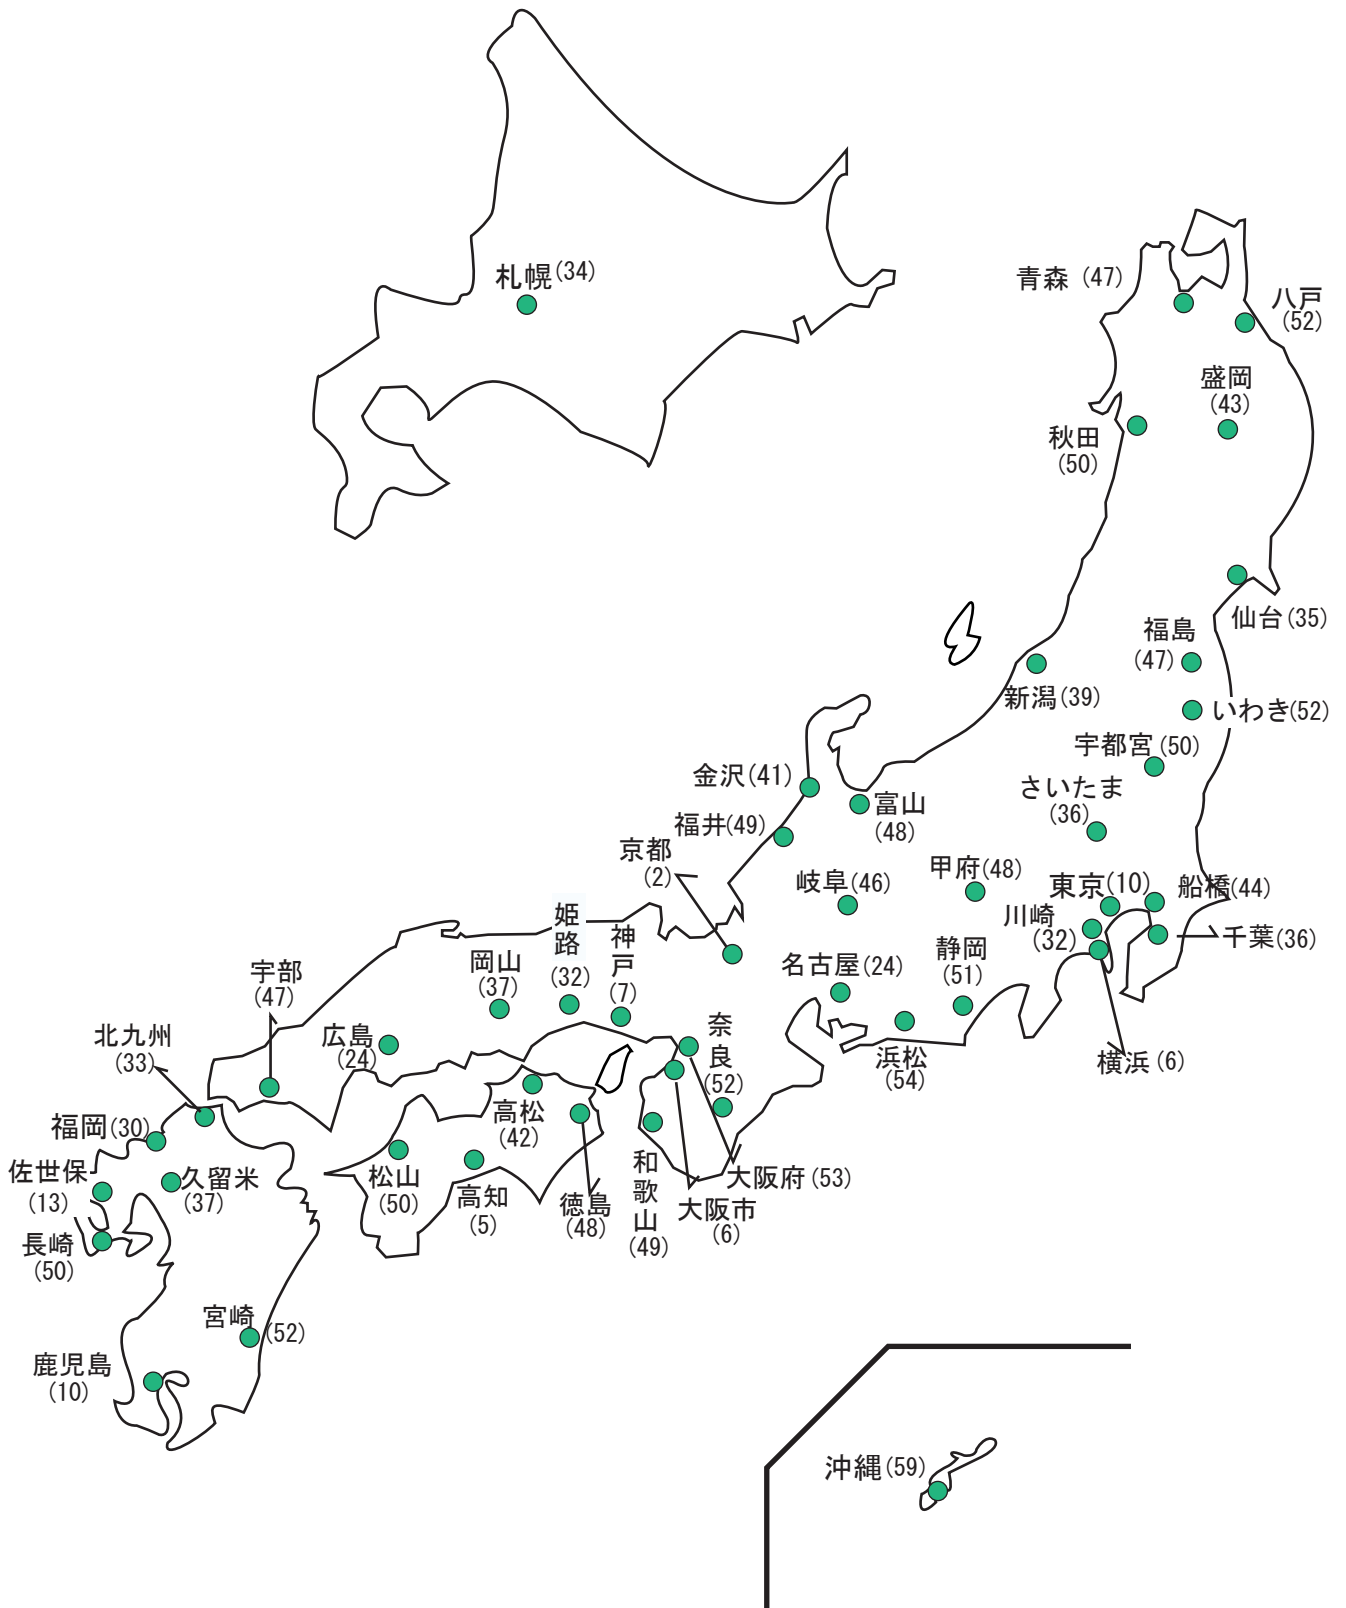 札幌(34)
青森 (47)
八戸
(52)
盛岡
(43)
秋田
(50)
仙台(35)
福島
(47)
新潟(39)
いわき(52)
宇都宮(50)
金沢(41)
さいたま
(36)
富山
(48)
福井(49)
京都
(2)
岐阜(46)
甲府(48)
東京(10)
船橋(44)
川崎
(32)
千葉(36)
姫路
(32)
神戸
(7)
岡山
(37)
名古屋(24)
静岡
(51)
宇部
(47)
北九州
(33)
広島
(24)
奈良
(52)
浜松
(54)
横浜(6)
高松
(42)
福岡(30)
佐世保
(13)
久留米
(37)
松山
(50)
高知
(5)
徳島
(48)
和歌山
(49)
大阪府(53)
大阪市
(6)
長崎
(50)
宮崎(52)
鹿児島
(10)
沖縄(59)